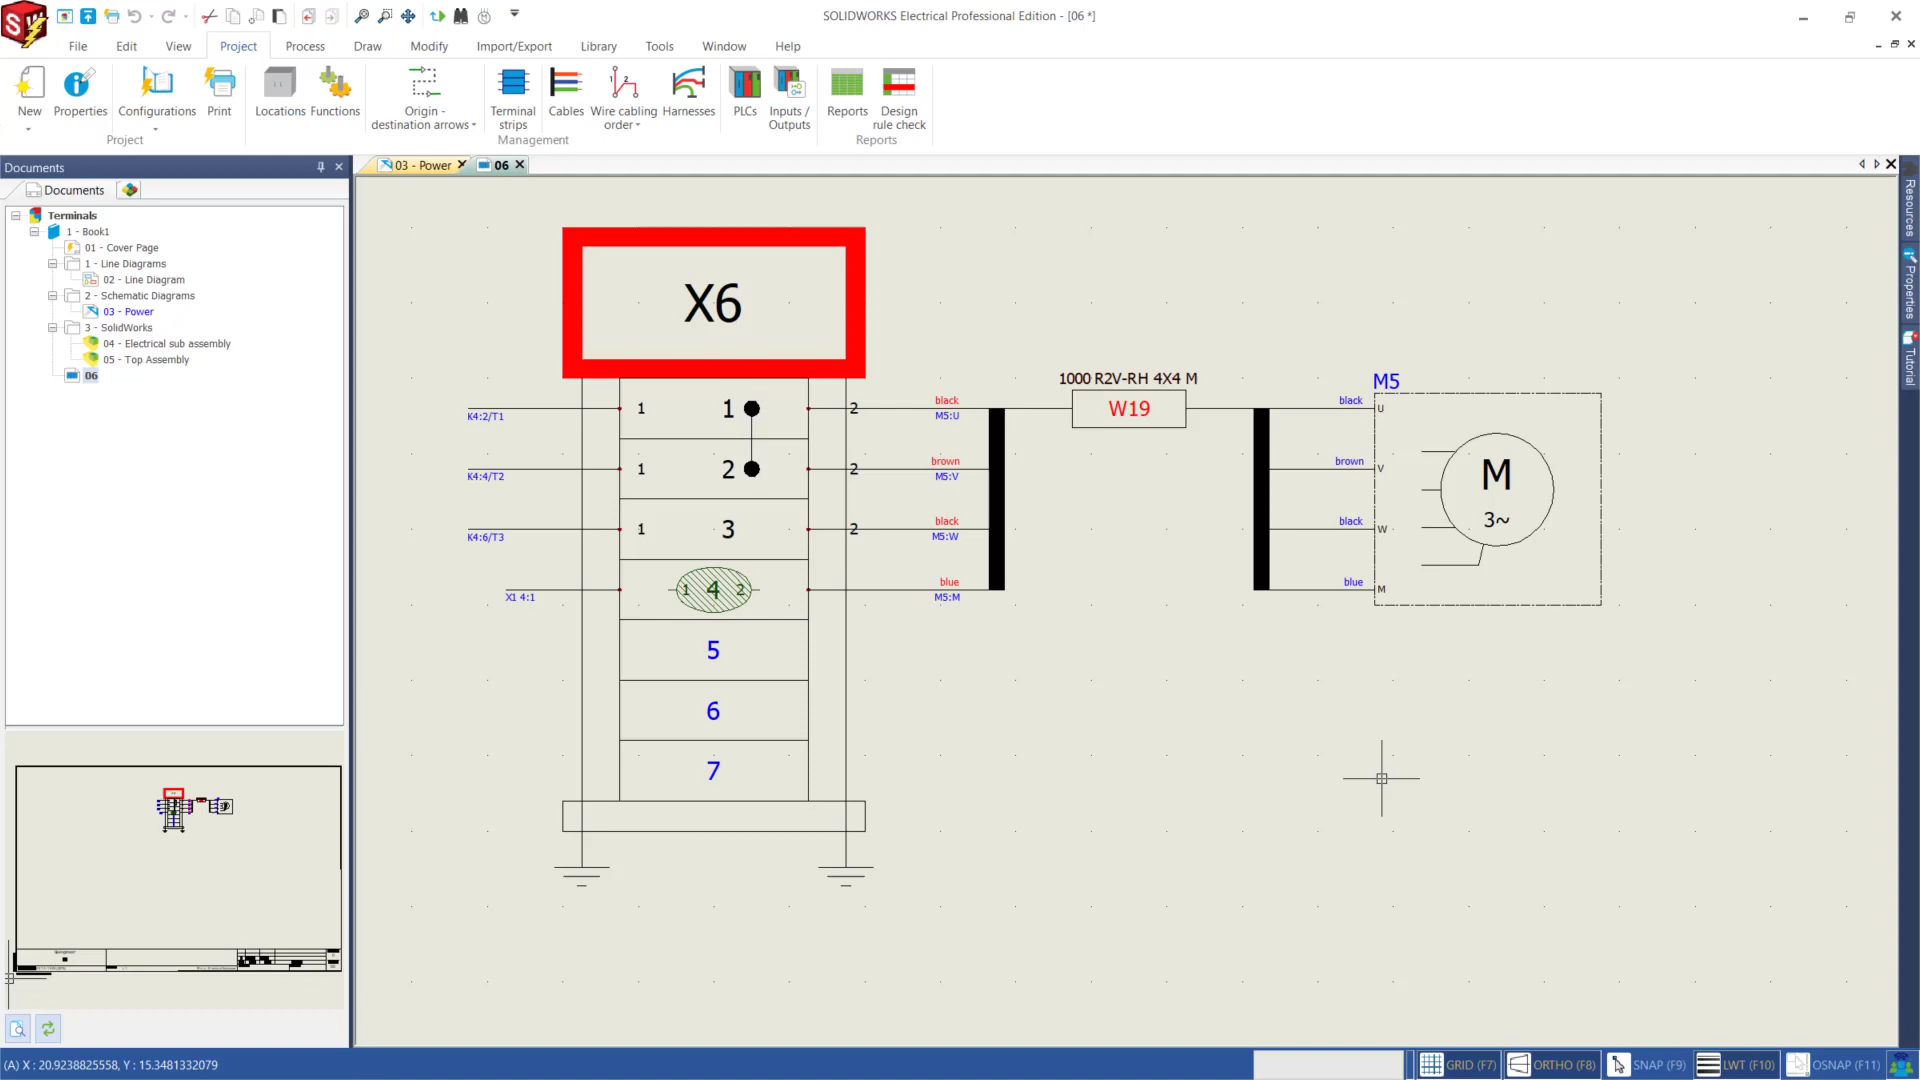 SOLIDWORKS Electrical Professional Edition - [06 *]
File Edit View Project Process Draw Modify Import/Export Library Tools Window Help
New Properties Configurations Print Locations Functions Origin - destination arrows Terminal strips Cables Wire cabling order Harnesses PLCs Inputs / Outputs Reports Design rule check
Project Management Reports
Documents
03 - Power 06
Documents
Terminals
1 - Book1
01 - Cover Page
1 - Line Diagrams
02 - Line Diagram
2 - Schematic Diagrams
03 - Power
3 - SolidWorks
04 - Electrical sub assembly
05 - Top Assembly
06
Resources
Properties
Tutorial
X6
1000 R2V-RH 4X4 M
W19
M5
K4:2/T1 1 1 2 black M5:U black U
K4:4/T2 1 2 2 brown M5:V brown V
K4:6/T3 1 3 2 black M5:W black W
X1 4:1 1 4 2 blue M5:M blue M
M
3~
5
6
7
(A) X : 20.9238825558, Y : 15.3481332079
GRID (F7) ORTHO (F8) SNAP (F9) LWT (F10) OSNAP (F11)